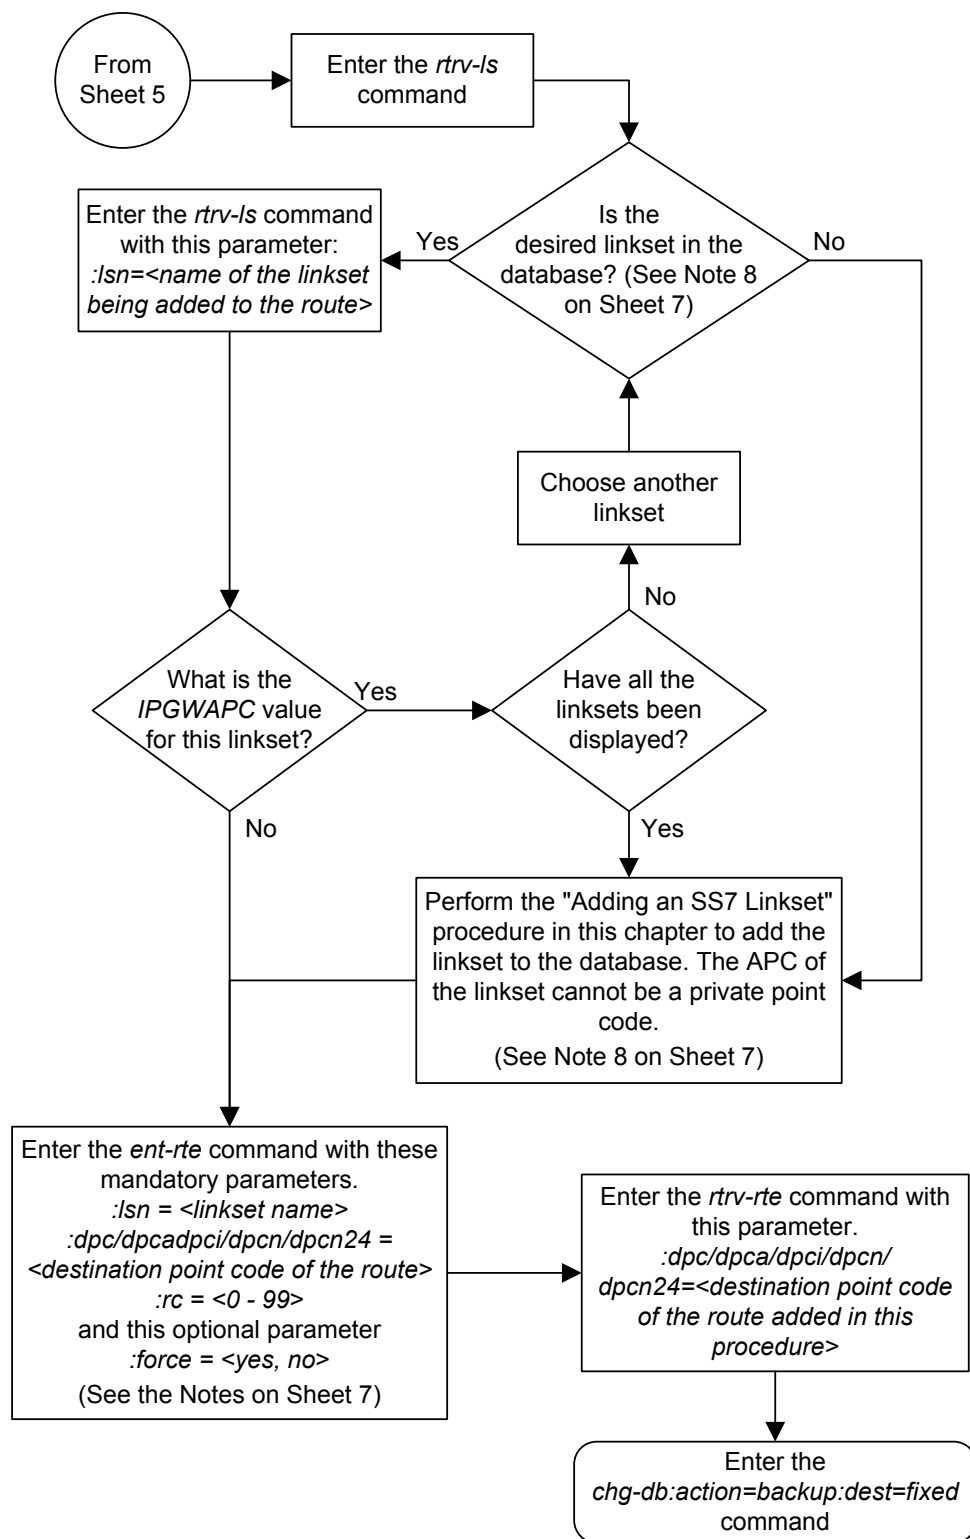 From
Sheet 5
Enter the rtrv-ls
command
Enter the rtrv-ls command
with this parameter:
:lsn=<name of the linkset
being added to the route>
Yes
Is the
desired linkset in the
database? (See Note 8
on Sheet 7)
No
Choose another
linkset
No
What is the
IPGWAPC value
for this linkset?
Yes
Have all the
linksets been
displayed?
No
Yes
Perform the "Adding an SS7 Linkset"
procedure in this chapter to add the
linkset to the database. The APC of
the linkset cannot be a private point
code.
(See Note 8 on Sheet 7)
Enter the ent-rte command with these
mandatory parameters.
:lsn = <linkset name>
:dpc/dpcadpci/dpcn/dpcn24 =
<destination point code of the route>
:rc = <0 - 99>
and this optional parameter
:force = <yes, no>
(See the Notes on Sheet 7)
Enter the rtrv-rte command with
this parameter.
:dpc/dpca/dpci/dpcn/
dpcn24=<destination point code
of the route added in this
procedure>
Enter the
chg-db:action=backup:dest=fixed
command